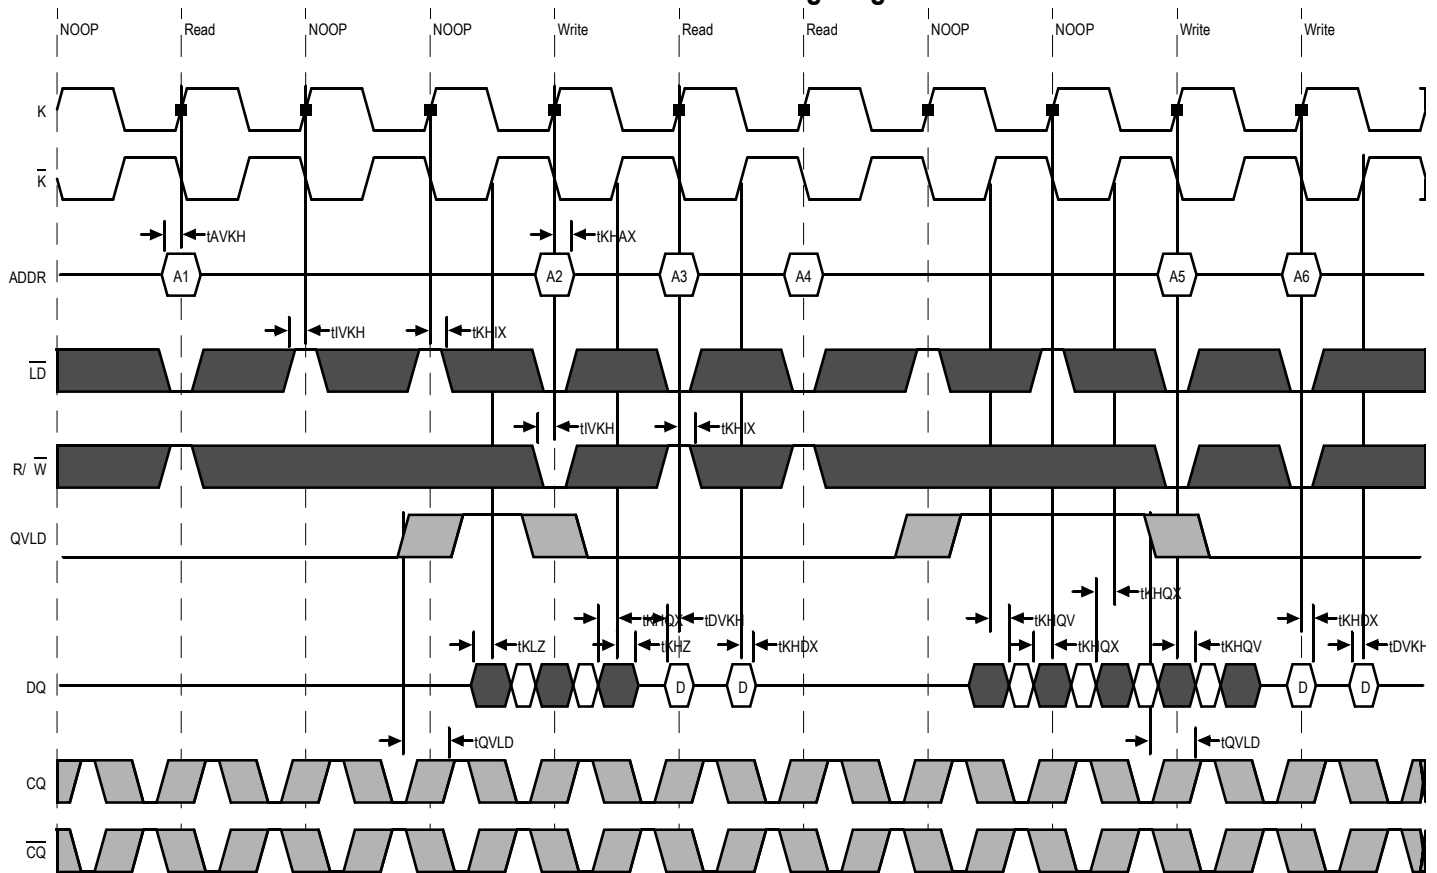 NOOP Read NOOP NOOP Write Read Read NOOP NOOP Write Write
K
K
tAVKH tKHAX
ADDR A1 A2 A3 A4 A5 A6
tIVKH tKHIX
LD
tIVKH tKHIX
R/ W
QVLD
tKHQX
tKHQX tDVKH tKHQV tKHDX
tKLZ tKHZ tKHDX tKHQX tKHQV tDVKH
DQ D D D D
tQVLD tQVLD
CQ
CQ